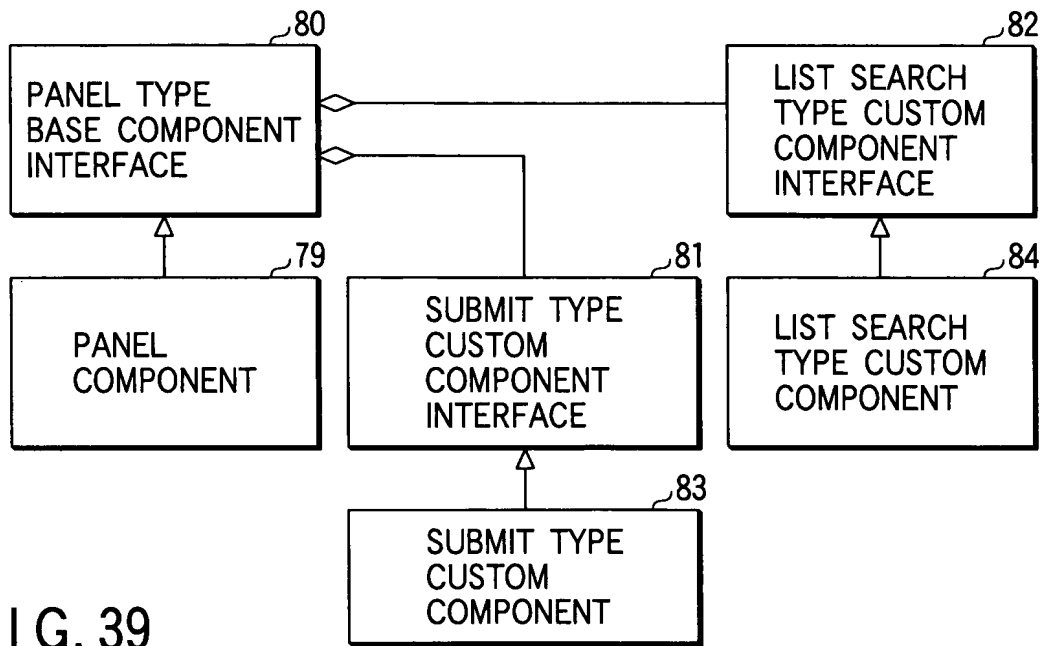 80
PANEL TYPE
BASE COMPONENT
INTERFACE
82
LIST SEARCH
TYPE CUSTOM
COMPONENT
INTERFACE
79
PANEL
COMPONENT
81
SUBMIT TYPE
CUSTOM
COMPONENT
INTERFACE
84
LIST SEARCH
TYPE CUSTOM
COMPONENT
83
SUBMIT TYPE
CUSTOM
COMPONENT
I G. 39